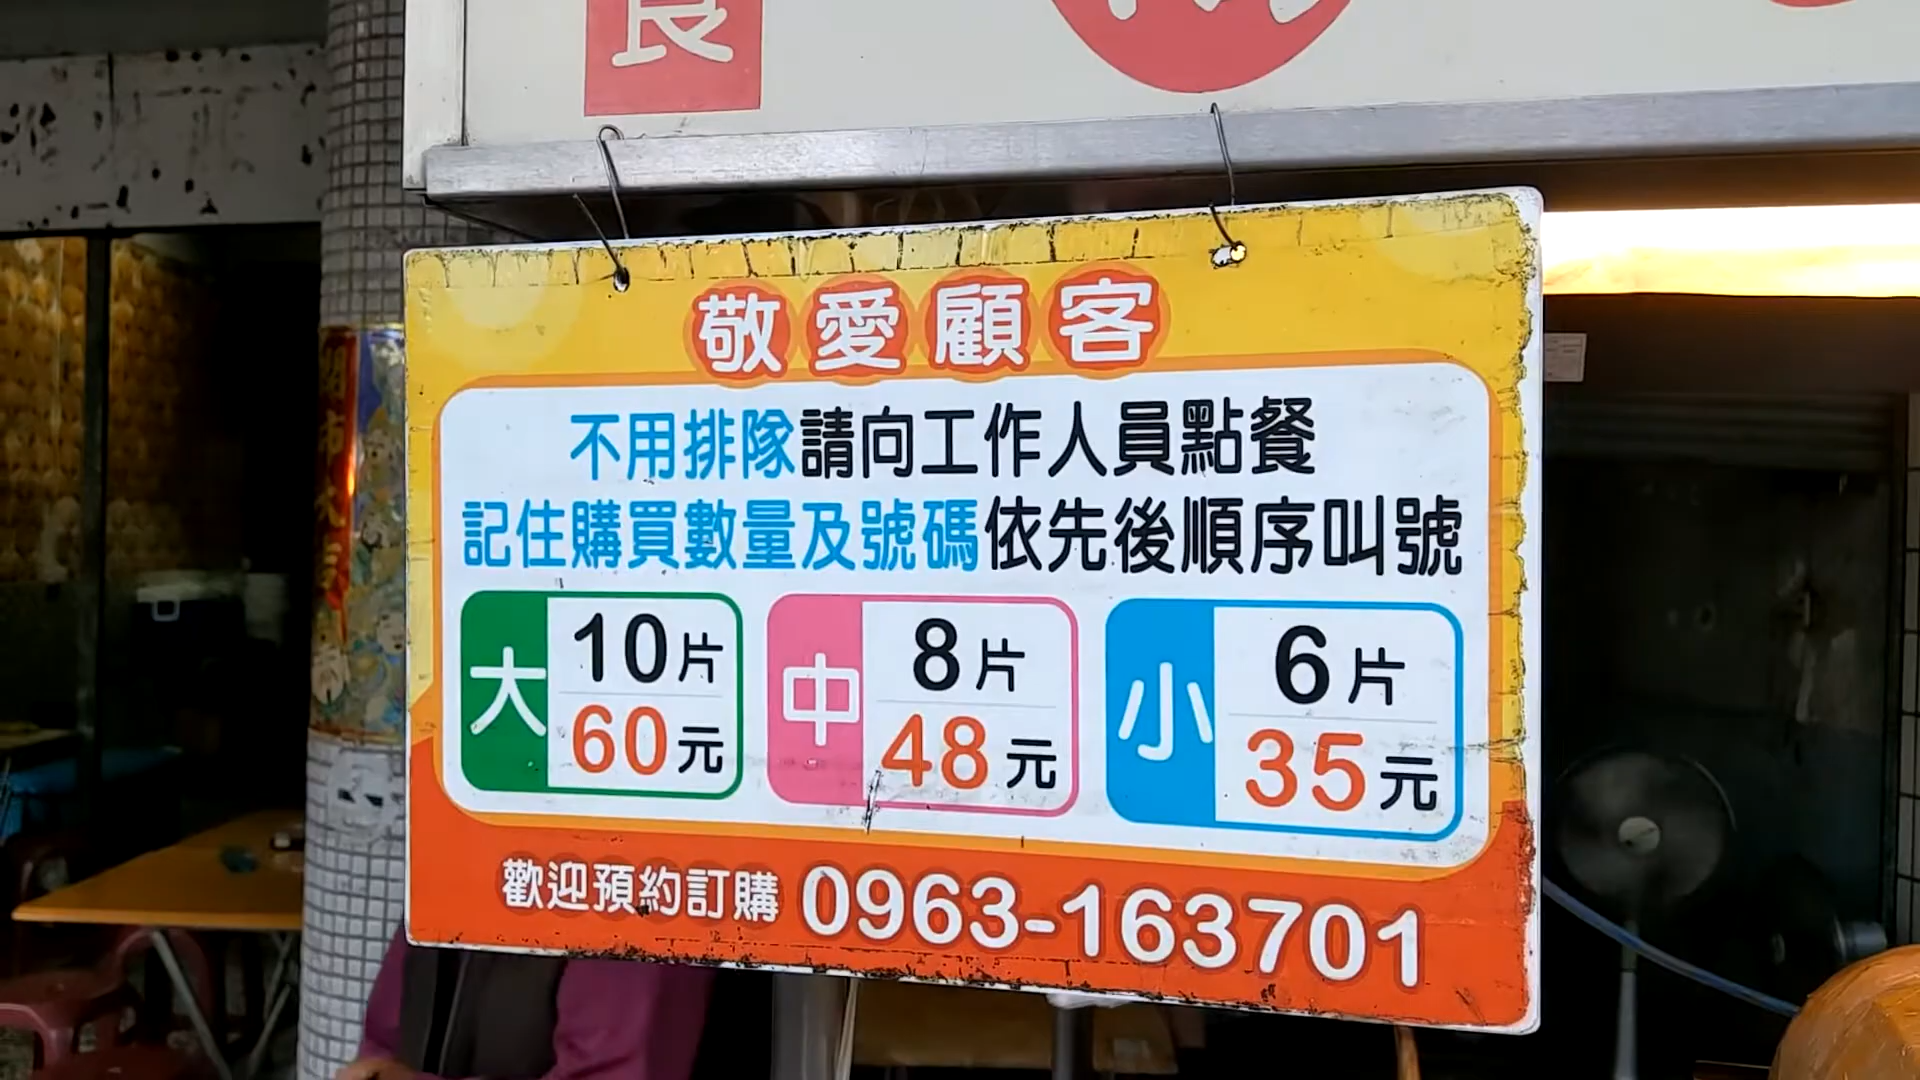 食
敬愛顧客
不用排隊請向工作人員點餐
記住購買數量及號碼依先後順序叫號
大 10片 60元
中 8片 48元
小 6片 35元
歡迎預約訂購 0963-163701